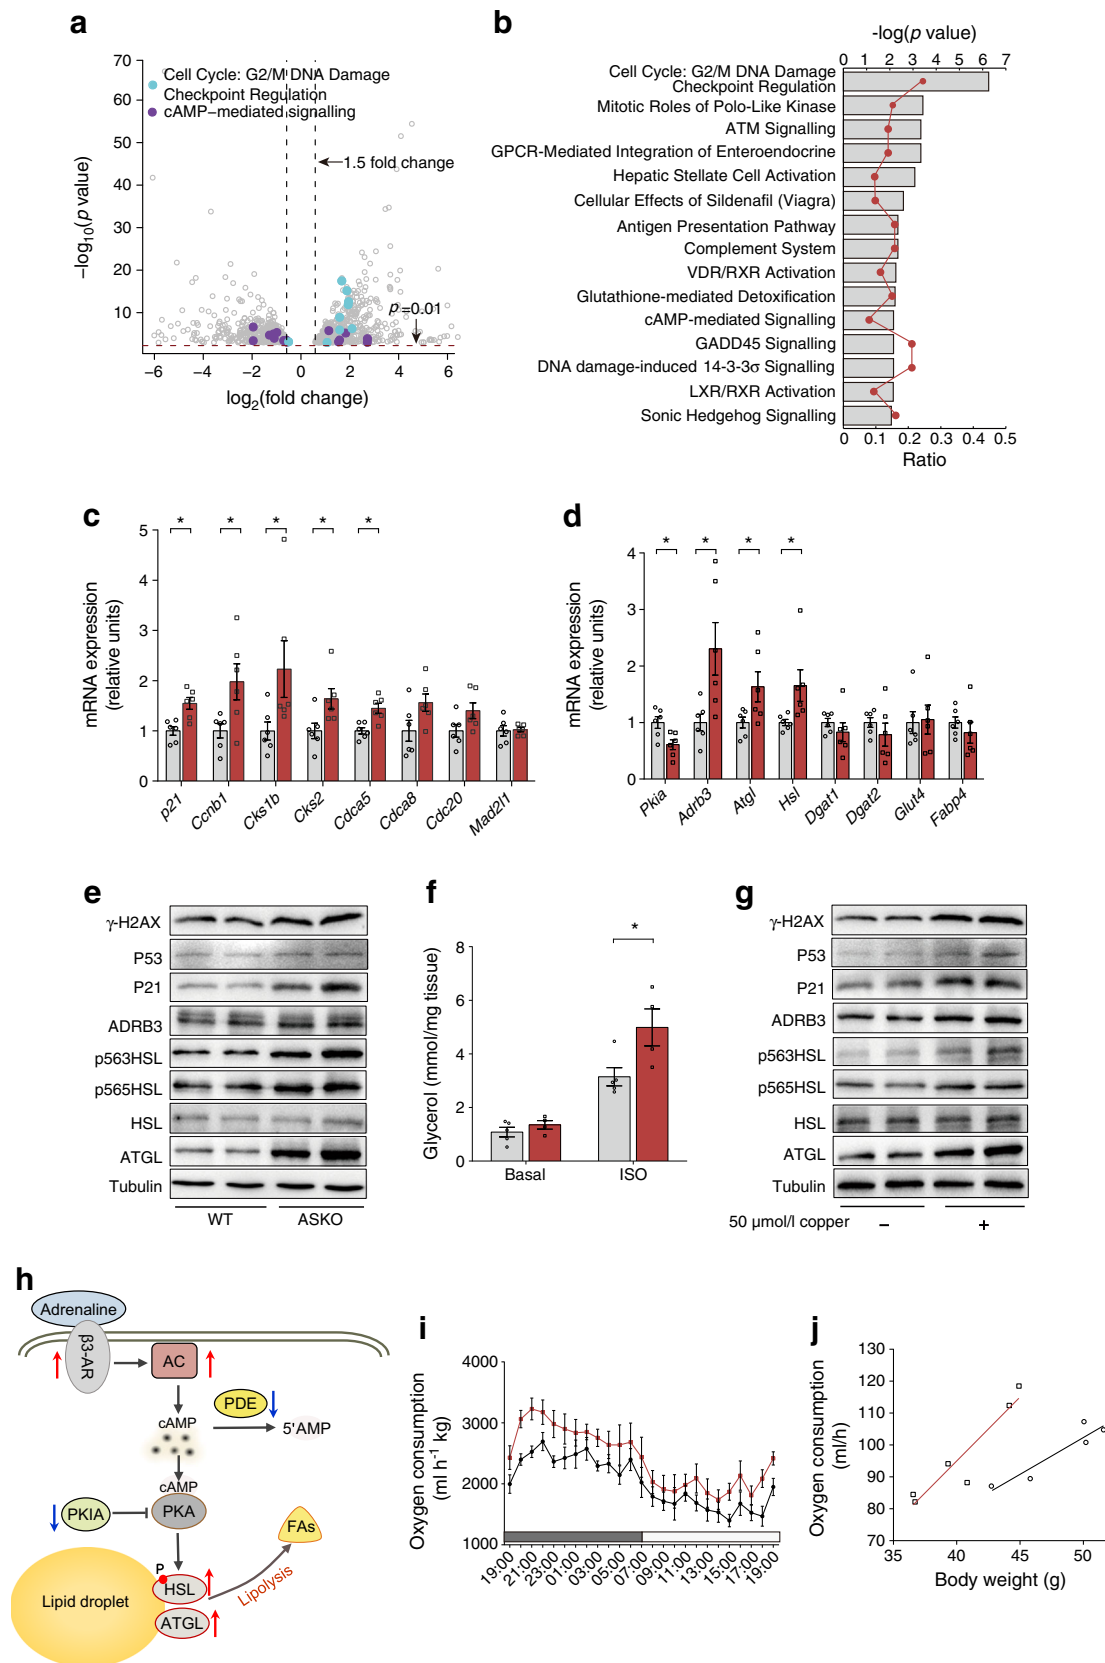 a
70
60
50
40
30
20
10
−log10(p value)
Cell Cycle: G2/M DNA Damage
Checkpoint Regulation
cAMP−mediated signalling
1.5 fold change
p=0.01
−6 −4 −2 0 2 4 6
log2(fold change)
b
-log(p value)
0 1 2 3 4 5 6 7
Cell Cycle: G2/M DNA Damage
Checkpoint Regulation
Mitotic Roles of Polo-Like Kinase
ATM Signalling
GPCR-Mediated Integration of Enteroendocrine
Hepatic Stellate Cell Activation
Cellular Effects of Sildenafil (Viagra)
Antigen Presentation Pathway
Complement System
VDR/RXR Activation
Glutathione-mediated Detoxification
cAMP-mediated Signalling
GADD45 Signalling
DNA damage-induced 14-3-3σ Signalling
LXR/RXR Activation
Sonic Hedgehog Signalling
0 0.1 0.2 0.3 0.4 0.5
Ratio
c
mRNA expression
(relative units)
5
4
3
2
1
0
* * * * *
p21 Ccnb1 Cks1b Cks2 Cdca5 Cdca8 Cdc20 Mad2l1
d
mRNA expression
(relative units)
4
3
2
1
0
* * * *
Pkia Adrb3 Atgl Hsl Dgat1 Dgat2 Glut4 Fabp4
e
γ-H2AX
P53
P21
ADRB3
p563HSL
p565HSL
HSL
ATGL
Tubulin
WT ASKO
f
Glycerol (mmol/mg tissue)
8
6
4
2
0
*
Basal ISO
g
γ-H2AX
P53
P21
ADRB3
p563HSL
p565HSL
HSL
ATGL
Tubulin
50 µmol/l copper − +
h
Adrenaline
β3-AR
AC
cAMP
PDE
5'AMP
cAMP
PKIA
PKA
FAs
P
HSL
Lipolysis
Lipid droplet
ATGL
i
Oxygen consumption
(ml h-1 kg)
4000
3000
2000
1000
19:00 21:00 23:00 01:00 03:00 05:00 07:00 09:00 11:00 13:00 15:00 17:00 19:00
j
Oxygen consumption
(ml/h)
130
120
110
100
90
80
70
35 40 45 50
Body weight (g)